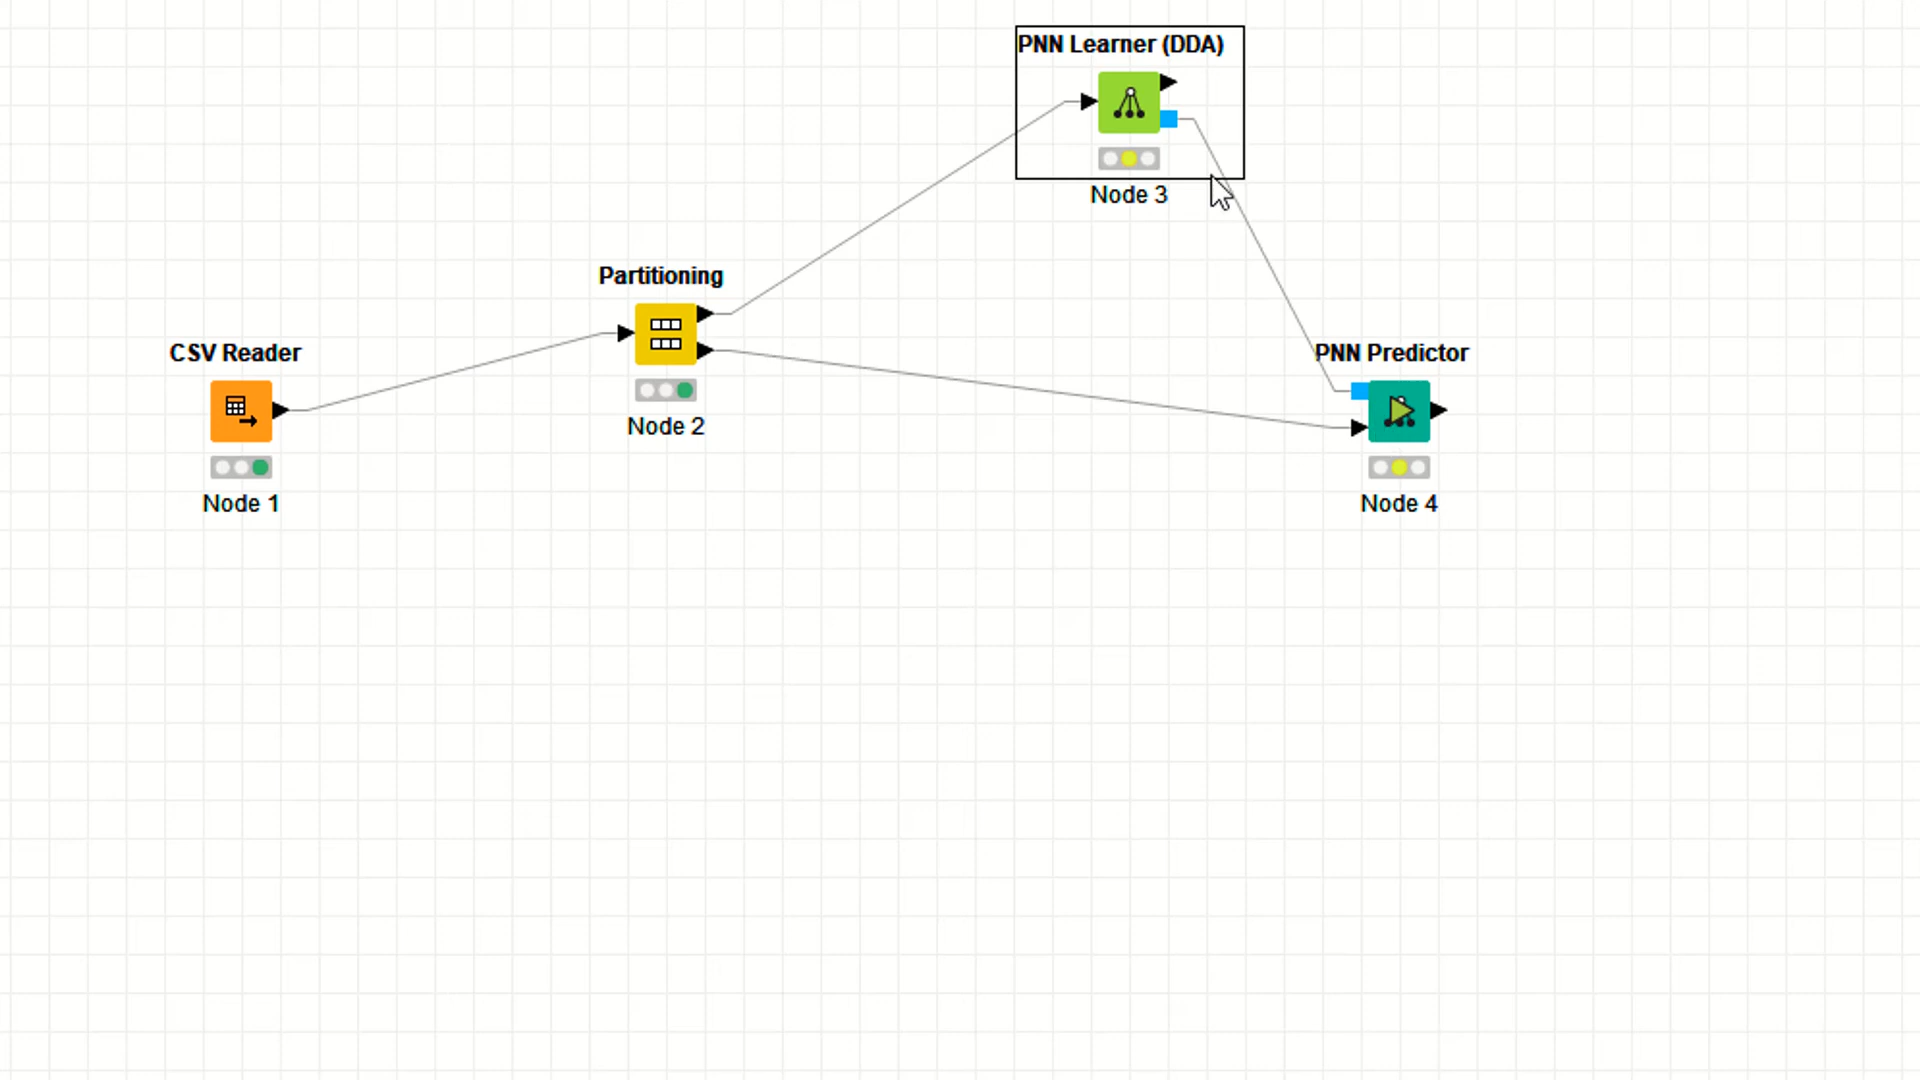 PNN Learner (DDA)
Node 3
Partitioning
Node 2
CSV Reader
Node 1
PNN Predictor
Node 4